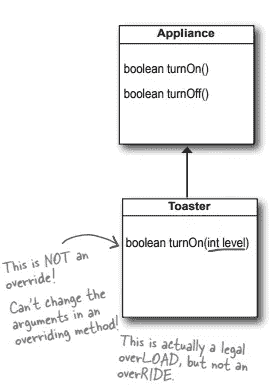 Appliance
boolean turnOn()
boolean turnOff()
Toaster
boolean turnOn(int level)
This is NOT an
override!
Can't change the
arguments in an
overriding method!
This is actually a legal
overLOAD, but not an
overRIDE.